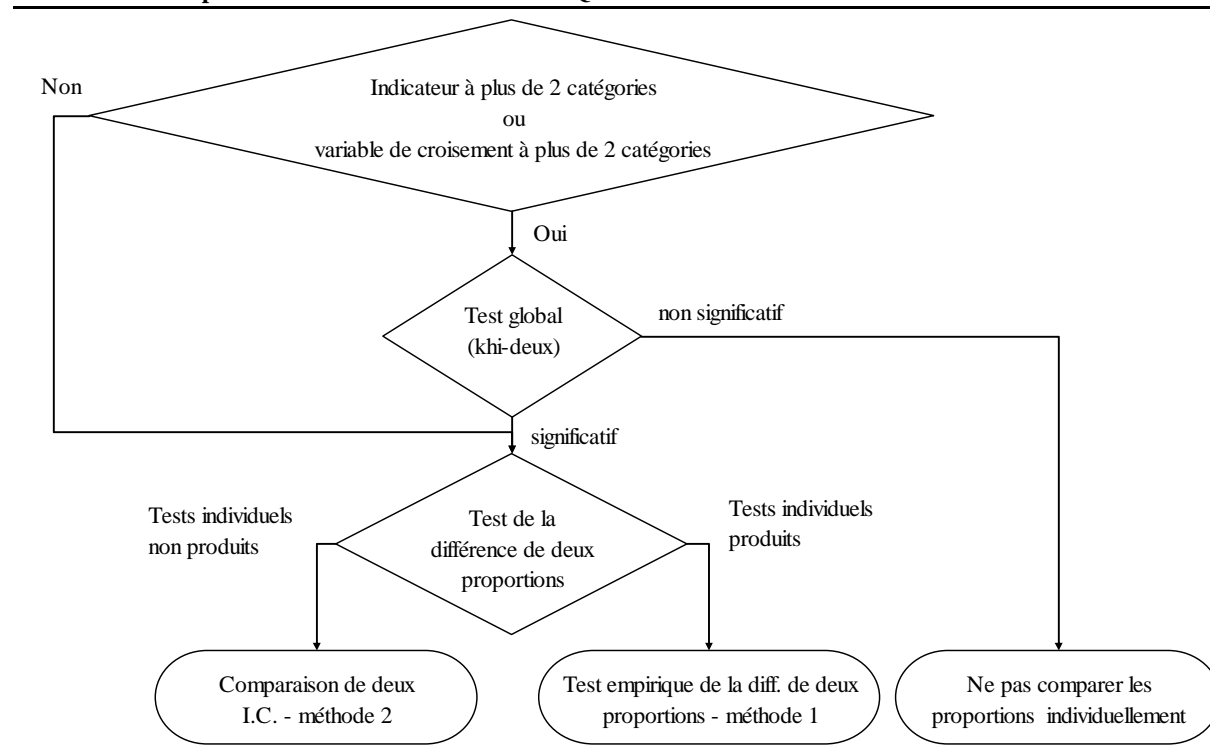 Non
Indicateur à plus de 2 catégories
ou
variable de croisement à plus de 2 catégories
Oui
Test global
(khi-deux)
non significatif
significatif
Tests individuels
non produits
Test de la
différence de deux
proportions
Tests individuels
produits
Comparaison de deux
I.C. - méthode 2
Test empirique de la diff. de deux
proportions - méthode 1
Ne pas comparer les
proportions individuellement